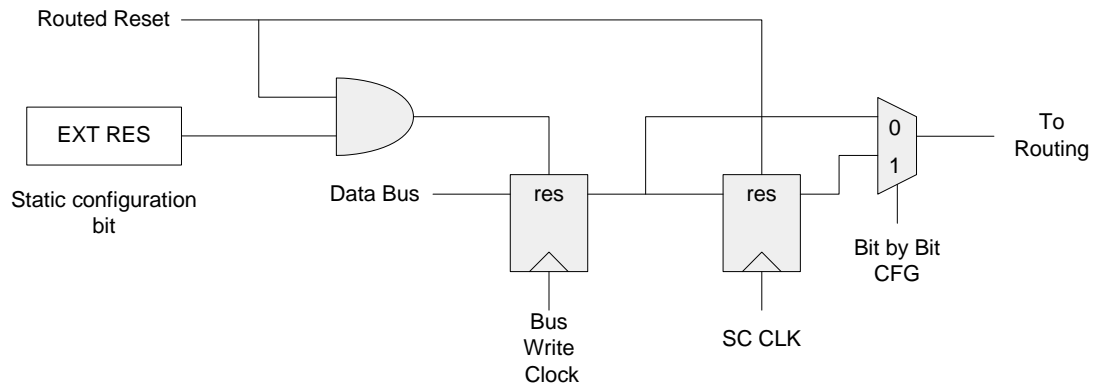 Routed Reset
EXT RES
Static configuration
bit
Data Bus
res
res
0
1
To
Routing
Bit by Bit
CFG
Bus
Write
Clock
SC CLK